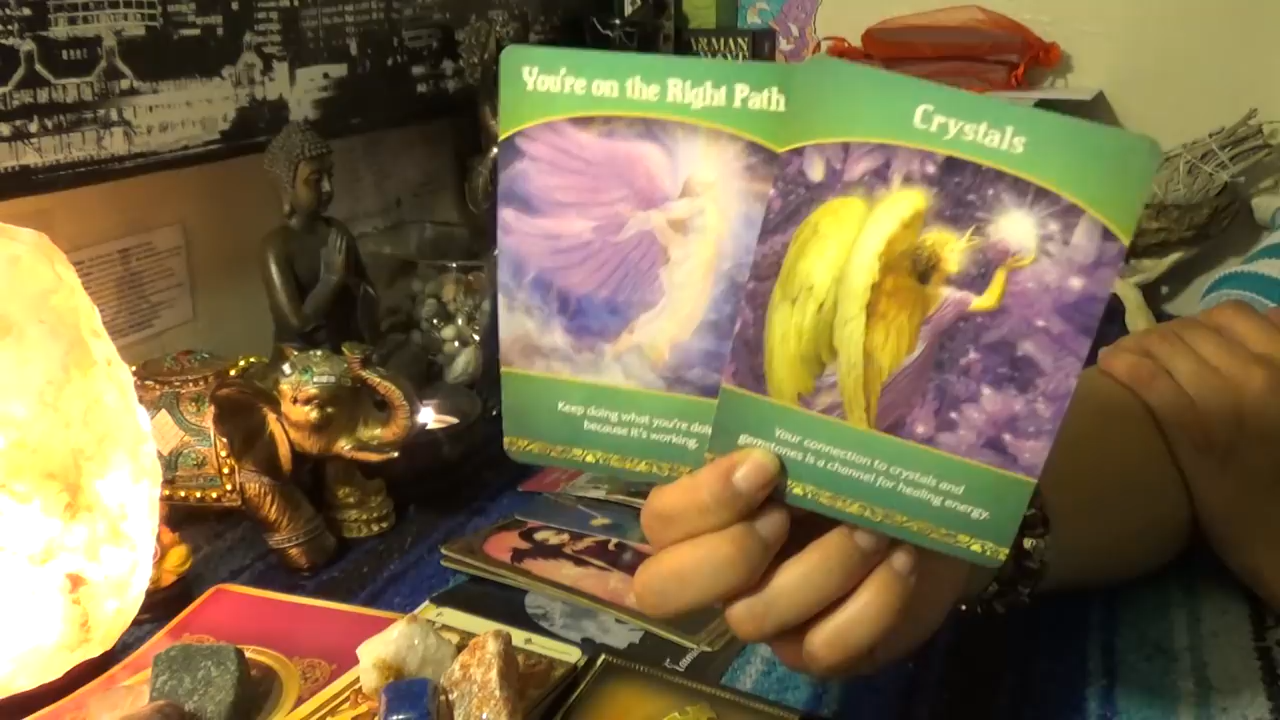 ARMAN
You're on the Right Path
Crystals
Keep doing what you're
because it's working.
Your connection to crystals and
gemstones is a channel for healing energy.